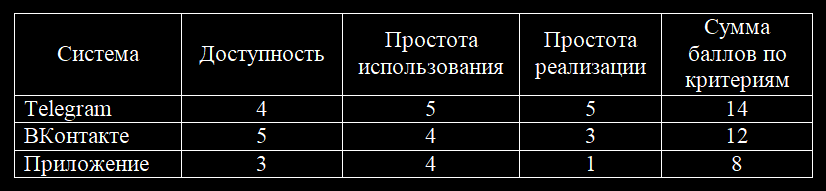 Система Доступность Простота использования Простота реализации Сумма баллов по критериям
Telegram 4 5 5 14
ВКонтакте 5 4 3 12
Приложение 3 4 1 8